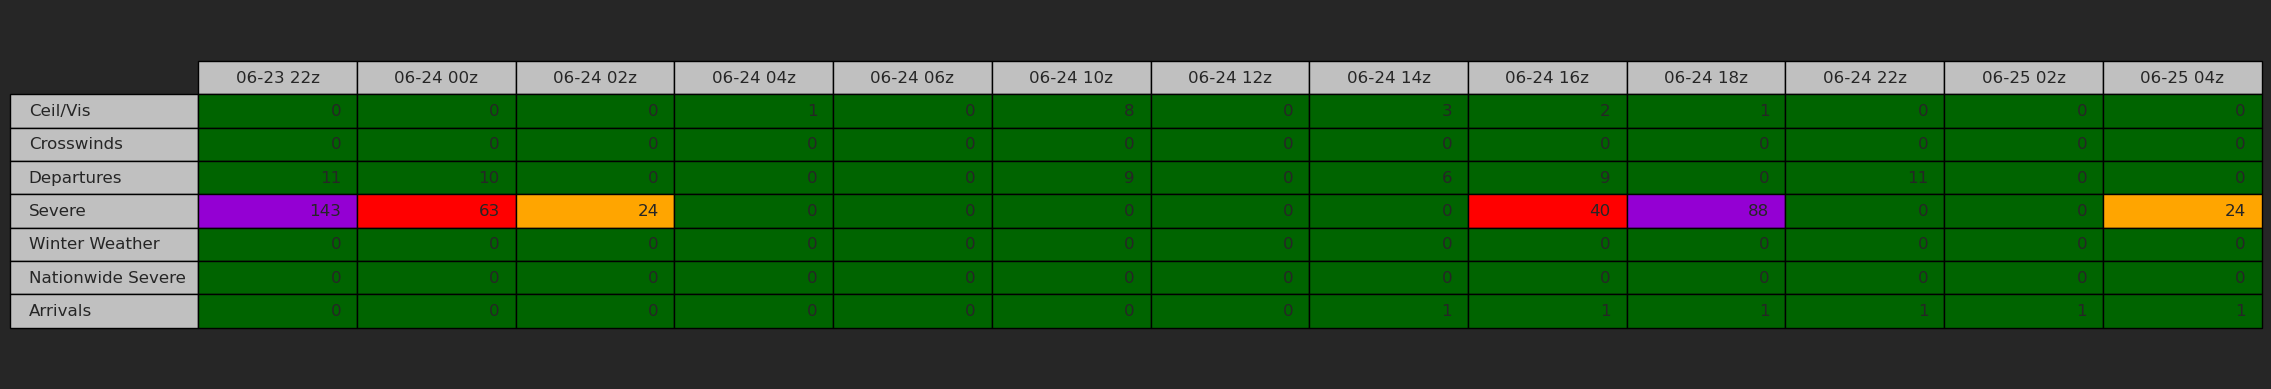 06-23 22z 06-24 00z 06-24 02z 06-24 04z 06-24 06z 06-24 10z 06-24 12z 06-24 14z 06-24 16z 06-24 18z 06-24 22z 06-25 02z 06-25 04z
Ceil/Vis 0 0 0 1 0 8 0 3 2 1 0 0 0
Crosswinds 0 0 0 0 0 0 0 0 0 0 0 0 0
Departures 11 10 0 0 0 9 0 6 9 0 11 0 0
Severe 143 63 24 0 0 0 0 0 40 88 0 0 24
Winter Weather 0 0 0 0 0 0 0 0 0 0 0 0 0
Nationwide Severe 0 0 0 0 0 0 0 0 0 0 0 0 0
Arrivals 0 0 0 0 0 0 0 1 1 1 1 1 1